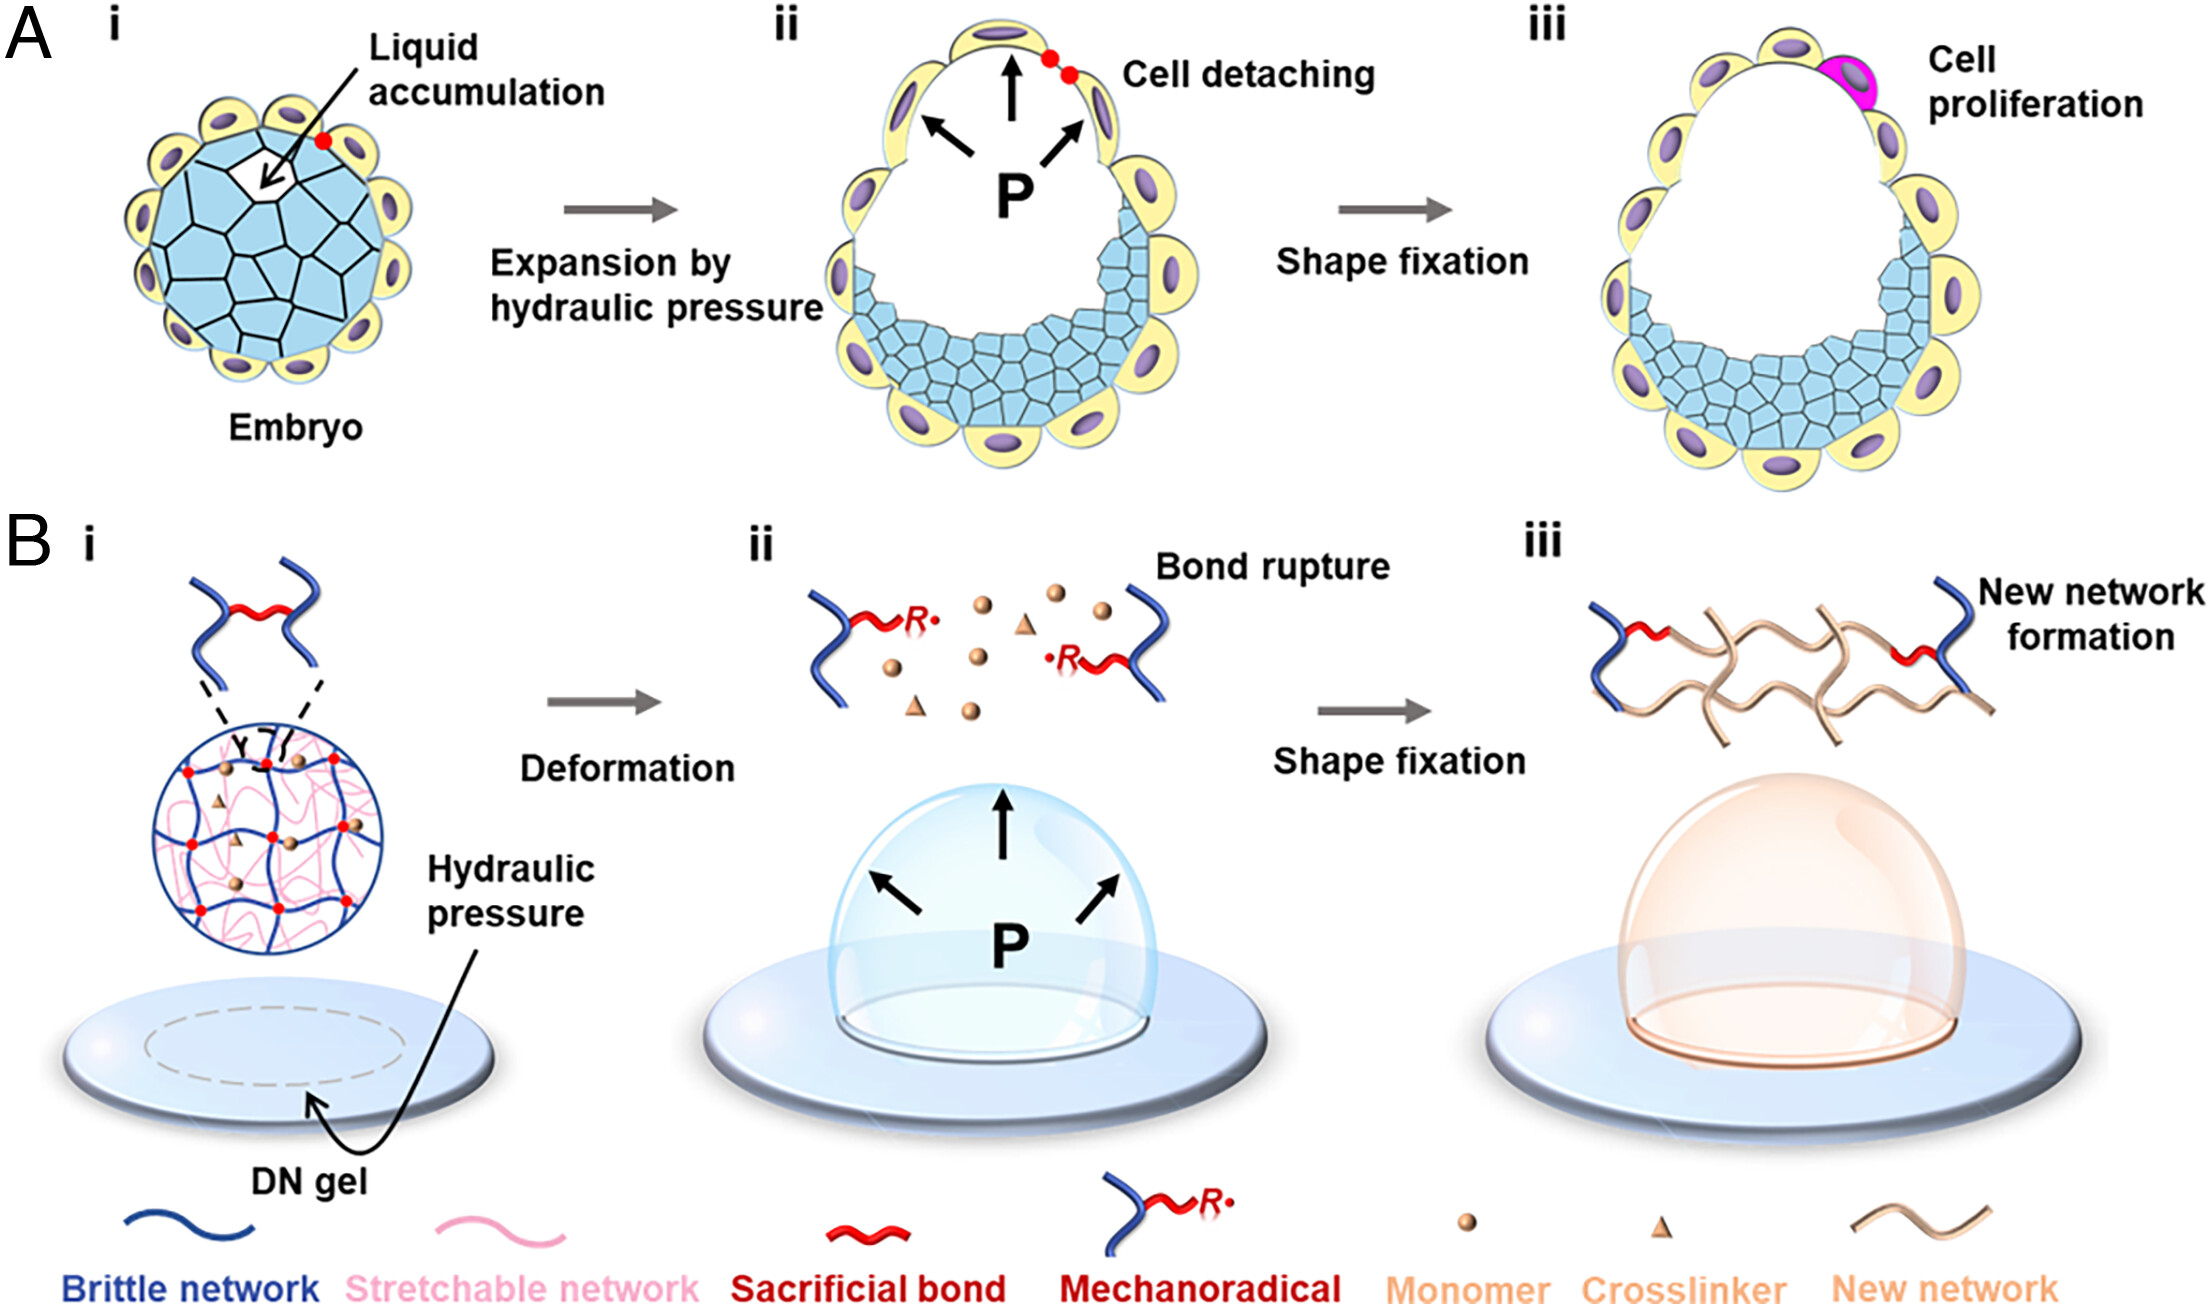 A
i
Liquid
accumulation
Embryo
Expansion by
hydraulic pressure
ii
Cell detaching
P
Shape fixation
iii
Cell
proliferation
B
i
Hydraulic
pressure
DN gel
Deformation
ii
Bond rupture
R•
•R
P
Shape fixation
iii
New network
formation
R•
Brittle network Stretchable network Sacrificial bond Mechanoradical Monomer Crosslinker New network